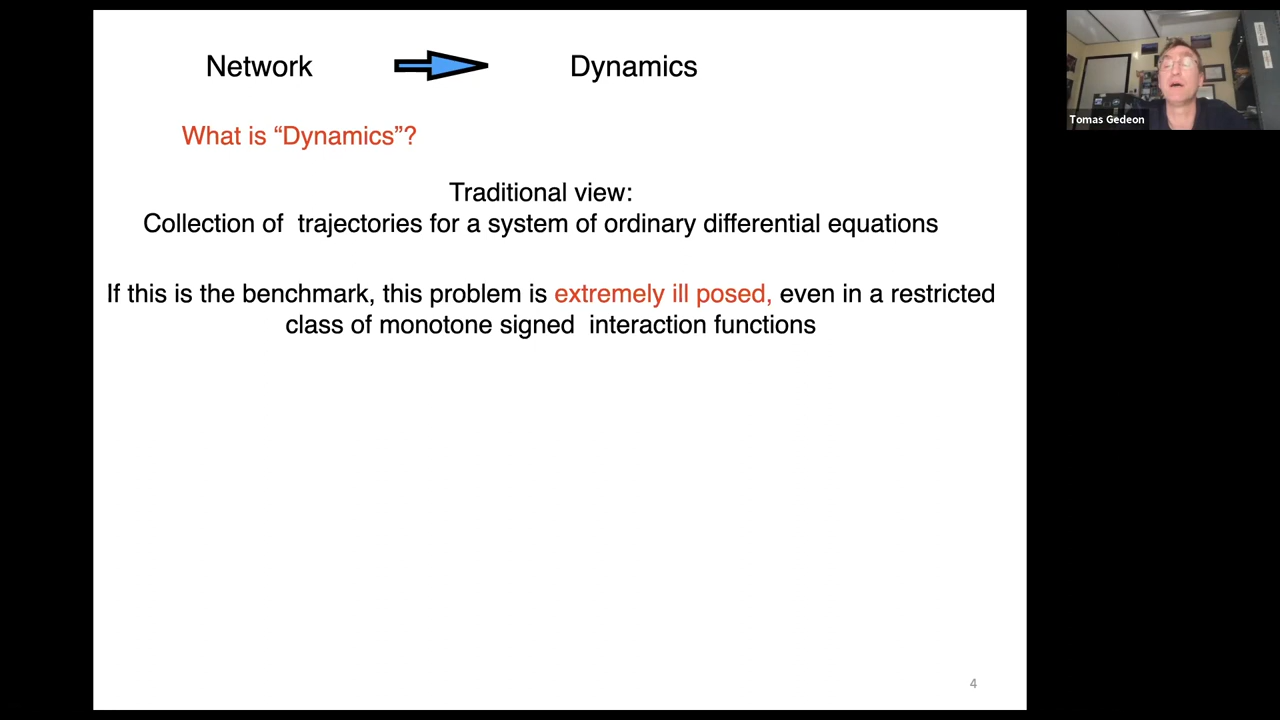 Network Dynamics
What is “Dynamics”?
Traditional view:
Collection of trajectories for a system of ordinary differential equations
If this is the benchmark, this problem is extremely ill posed, even in a restricted
class of monotone signed interaction functions
4
Tomas Gedeon